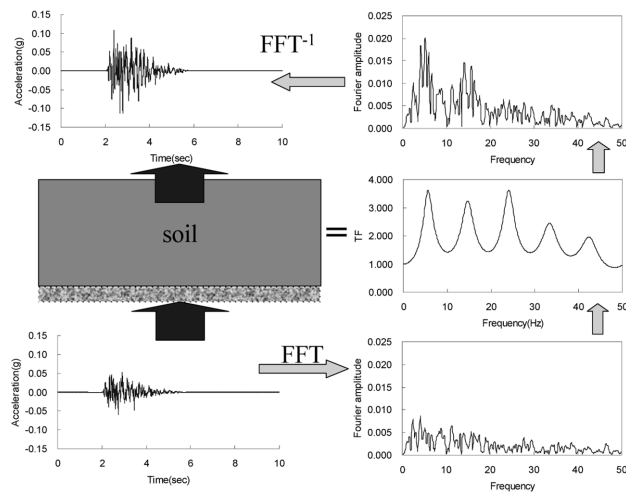 0.15
0.10
0.05
0.00
-0.05
-0.10
-0.15
Acceleration(g)
0 2 4 6 8 10
Time(sec)
FFT-1
0.025
0.020
0.015
0.010
0.005
0.000
Fourier amplitude
0 10 20 30 40 50
Frequency
soil
=
4.000
3.000
2.000
1.000
0.000
TF
0 10 20 30 40 50
Frequency(Hz)
0.15
0.10
0.05
0.00
-0.05
-0.10
-0.15
Acceleration(g)
0 2 4 6 8 10
Time(sec)
FFT
0.025
0.020
0.015
0.010
0.005
0.000
Fourier amplitude
0 10 20 30 40 50
Frequency